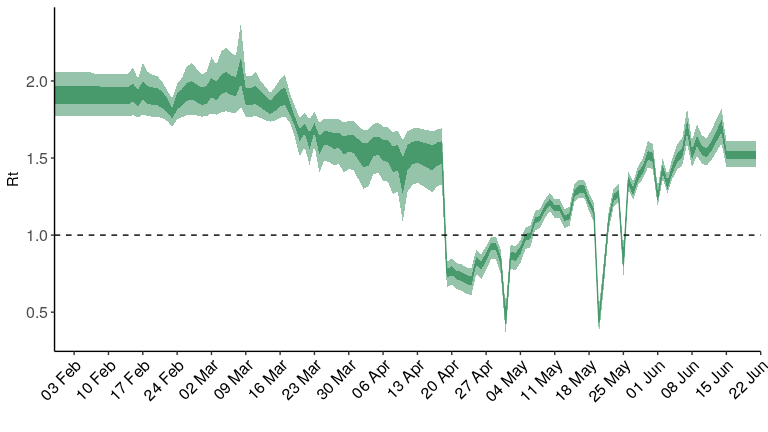 2.0
1.5
1.0
0.5
Rt
03 Feb
10 Feb
17 Feb
24 Feb
02 Mar
09 Mar
16 Mar
23 Mar
30 Mar
06 Apr
13 Apr
20 Apr
27 Apr
04 May
11 May
18 May
25 May
01 Jun
08 Jun
15 Jun
22 Jun